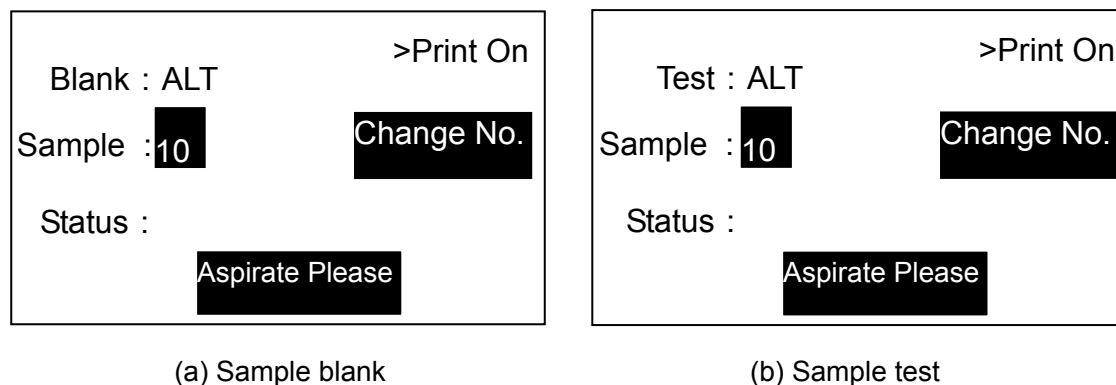 >Print On
Blank : ALT
Sample : 10
Change No.
Status :
Aspirate Please
(a) Sample blank
>Print On
Test : ALT
Sample : 10
Change No.
Status :
Aspirate Please
(b) Sample test